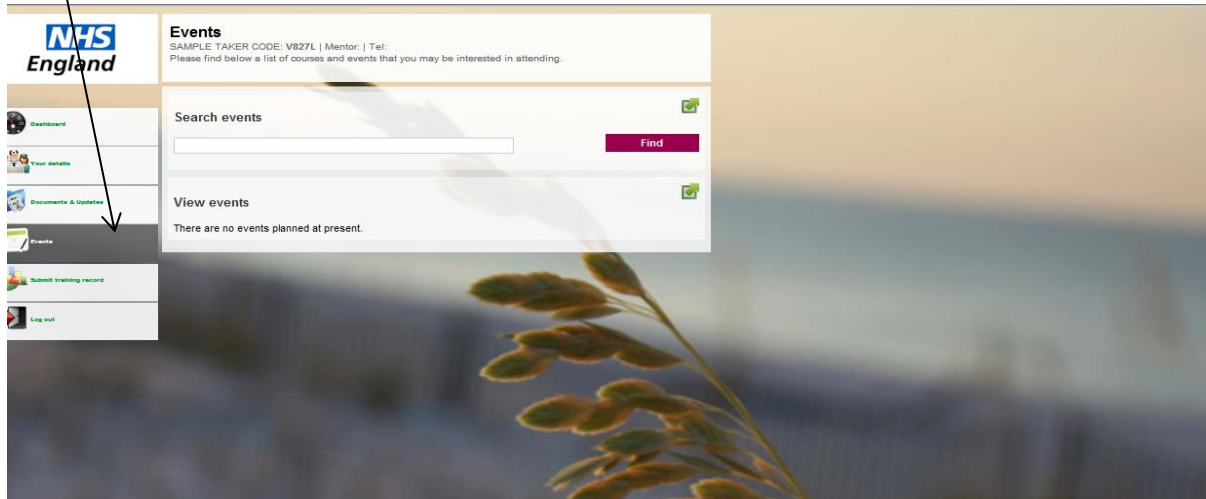 NHS
England
Events
SAMPLE TAKER CODE: V827L | Mentor: | Tel:
Please find below a list of courses and events that you may be interested in attending.
Search events
Find
View events
There are no events planned at present.
Dashboard
Your details
Documents & Updates
Events
Submit training record
Log out